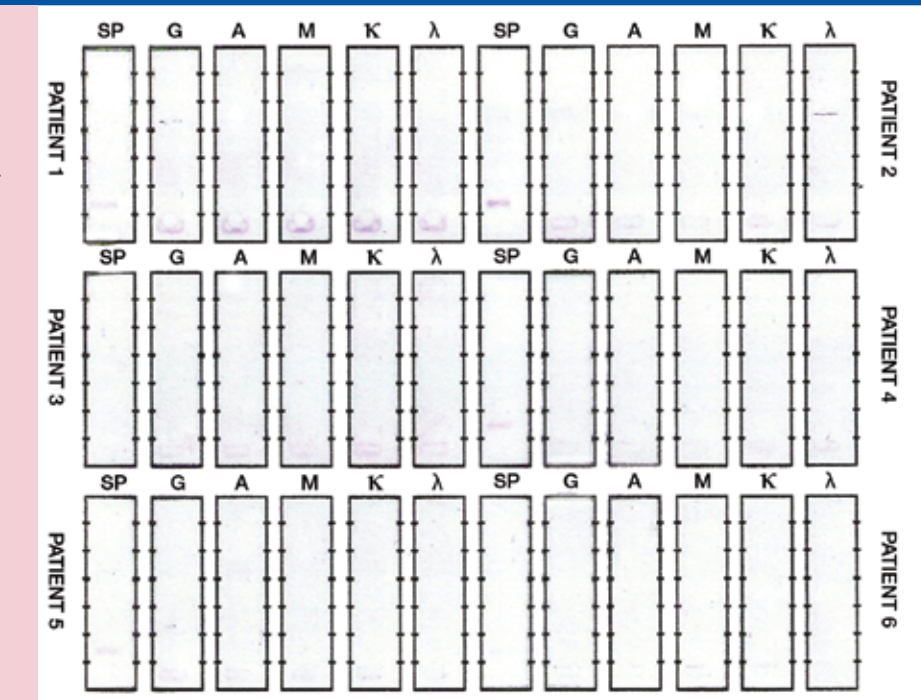 SP G A M K λ SP G A M K λ
PATIENT 1
PATIENT 2
SP G A M K λ SP G A M K λ
PATIENT 3
PATIENT 4
SP G A M K λ SP G A M K λ
PATIENT 5
PATIENT 6